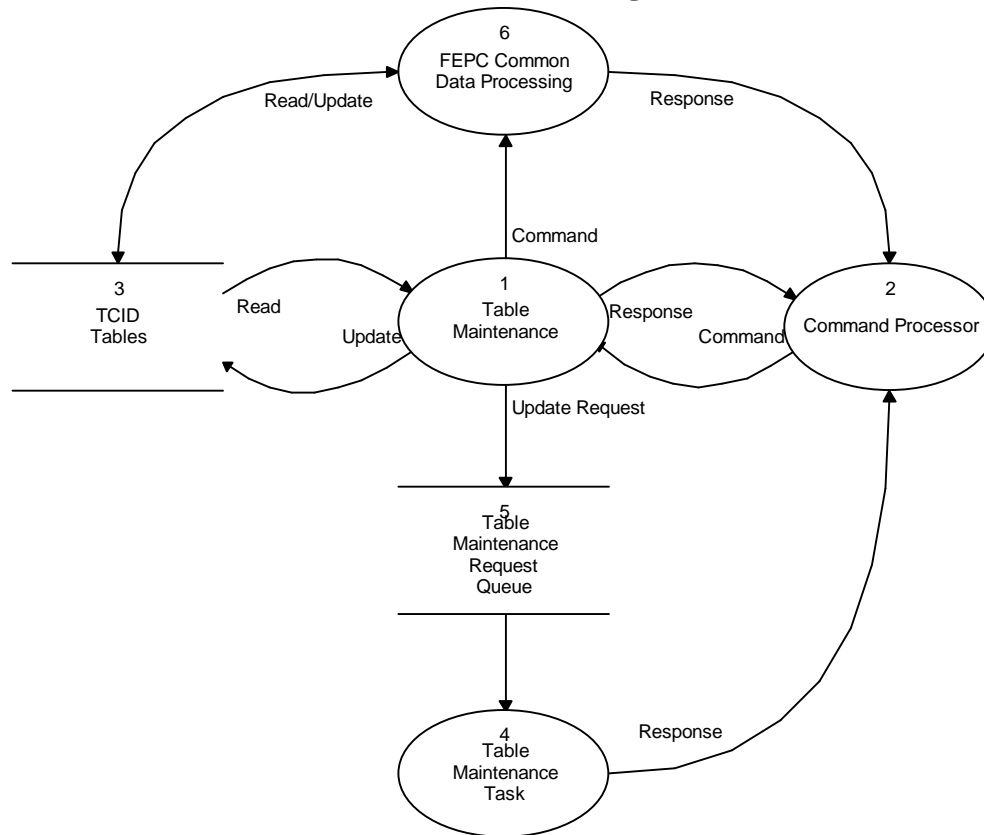 6
FEPC Common
Data Processing
Read/Update
Response
Command
3
TCID
Tables
Read
Update
1
Table
Maintenance
Response
Command
2
Command Processor
Update Request
5
Table
Maintenance
Request
Queue
4
Table
Maintenance
Task
Response